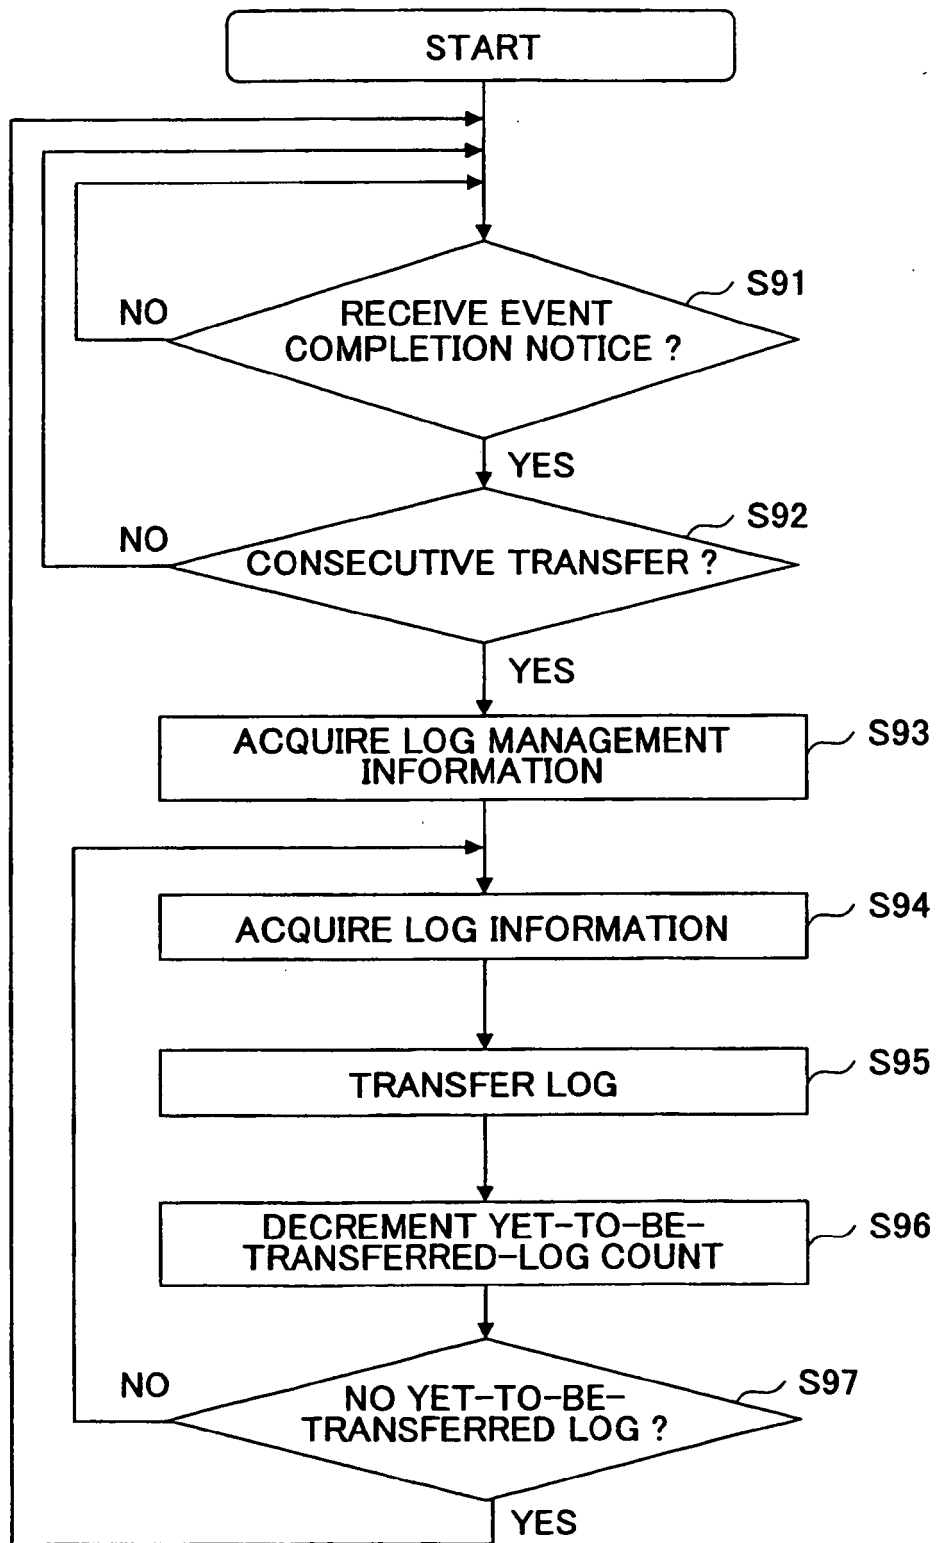 START
S91
NO
RECEIVE EVENT
COMPLETION NOTICE ?
YES
S92
NO
CONSECUTIVE TRANSFER ?
YES
S93
ACQUIRE LOG MANAGEMENT
INFORMATION
S94
ACQUIRE LOG INFORMATION
S95
TRANSFER LOG
S96
DECREMENT YET-TO-BE-
TRANSFERRED-LOG COUNT
S97
NO
NO YET-TO-BE-
TRANSFERRED LOG ?
YES